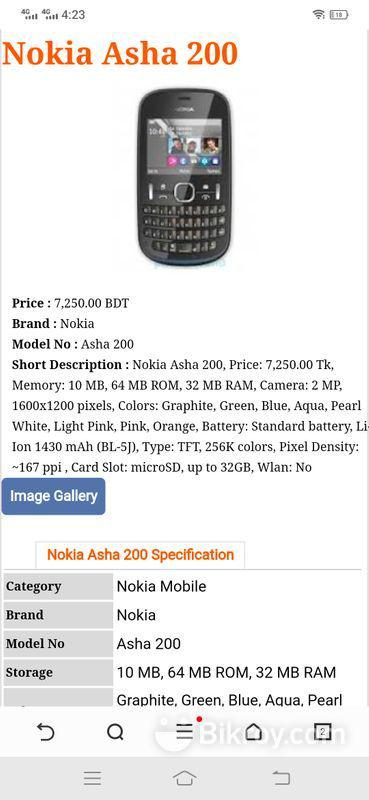 4G 4G 4:23 18
Nokia Asha 200
NOKIA
Price : 7,250.00 BDT
Brand : Nokia
Model No : Asha 200
Short Description : Nokia Asha 200, Price: 7,250.00 Tk,
Memory: 10 MB, 64 MB ROM, 32 MB RAM, Camera: 2 MP,
1600x1200 pixels, Colors: Graphite, Green, Blue, Aqua, Pearl
White, Light Pink, Pink, Orange, Battery: Standard battery, Li-
Ion 1430 mAh (BL-5J), Type: TFT, 256K colors, Pixel Density:
~167 ppi , Card Slot: microSD, up to 32GB, Wlan: No
Image Gallery
Nokia Asha 200 Specification
Category Nokia Mobile
Brand Nokia
Model No Asha 200
Storage 10 MB, 64 MB ROM, 32 MB RAM
Graphite, Green, Blue, Aqua, Pearl
2
Bikroy.com